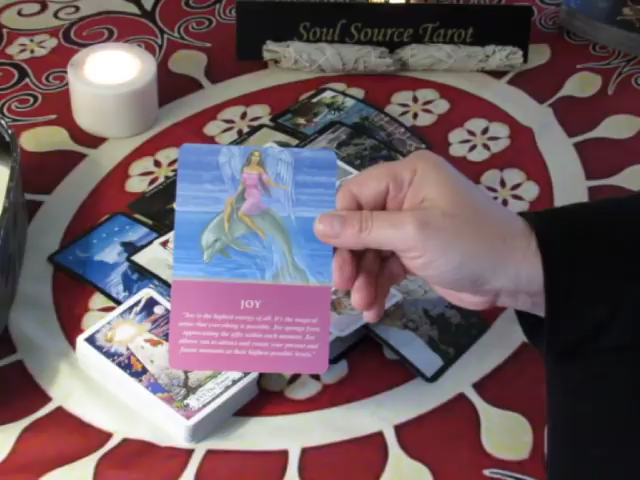 Soul Source Tarot
JOY
"Joy is the highest energy of all. It's the magical
sense that everything is possible. Joy springs from
appreciating the gifts within each moment. Joy
allows you to attract and create your present and
future moments at their highest possible levels."